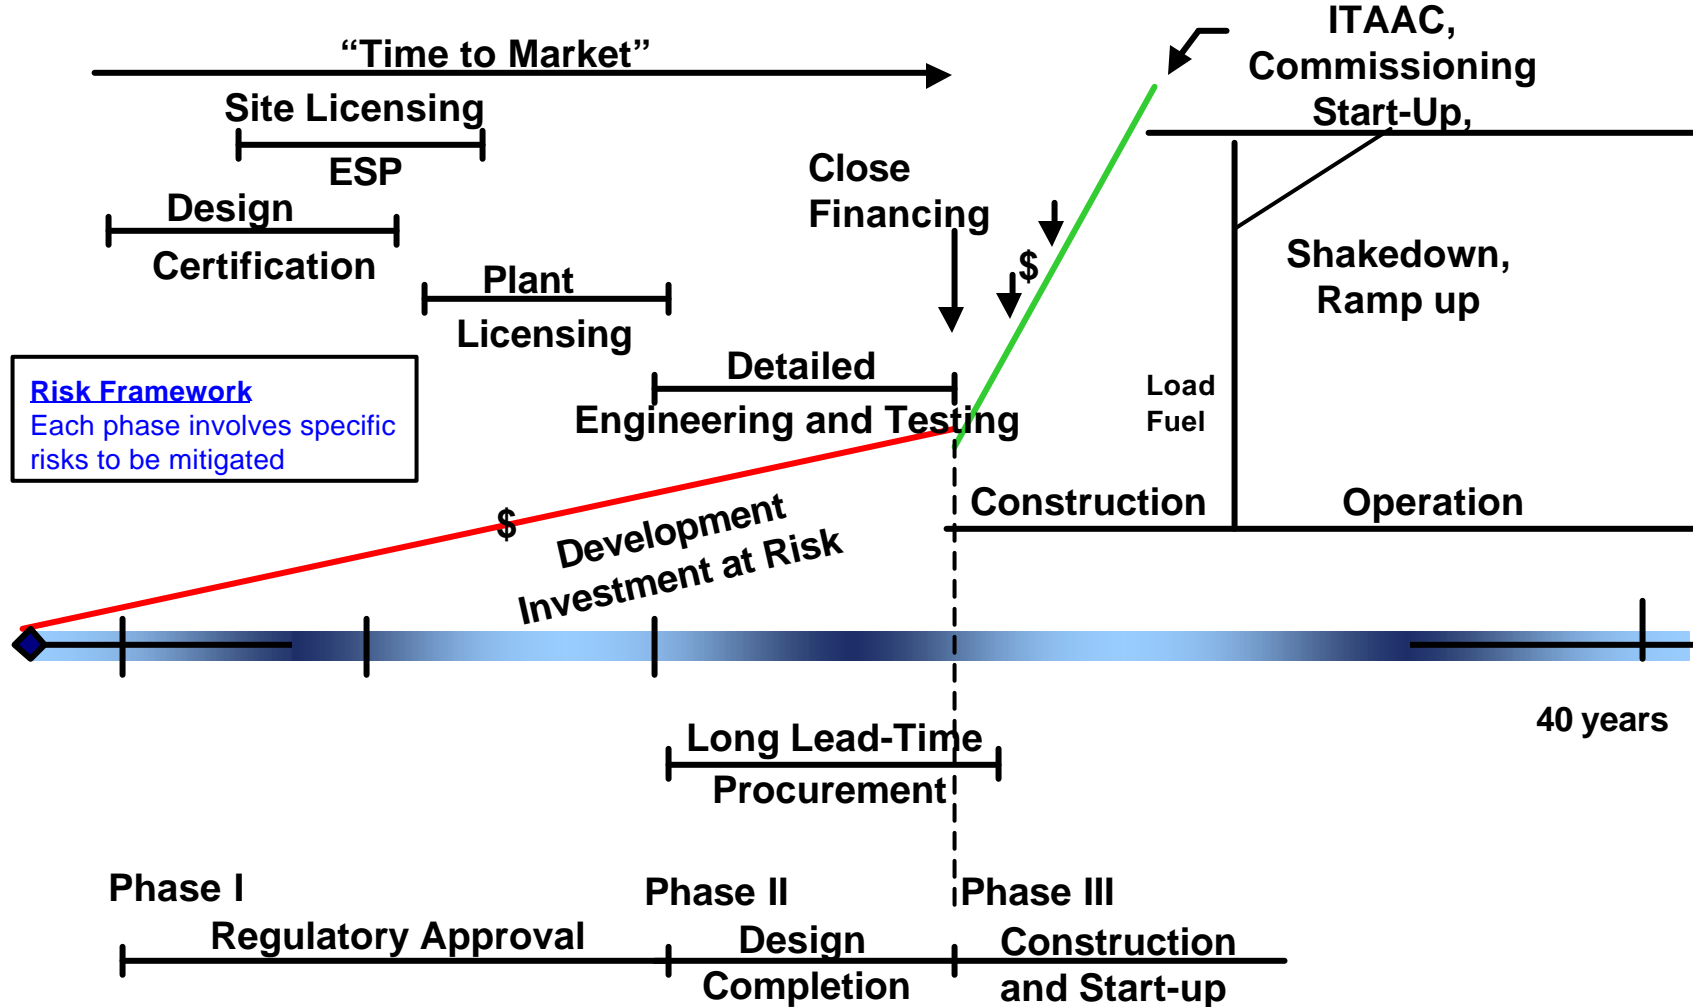 ITAAC,
Commissioning
Start-Up,
“Time to Market”
Site Licensing
ESP
Design
Certification
Plant
Licensing
Close
Financing
$
Shakedown,
Ramp up
Detailed
Engineering and Testing
Load
Fuel
Risk Framework
Each phase involves specific
risks to be mitigated
Construction
Operation
$
Development
Investment at Risk
40 years
Long Lead-Time
Procurement
Phase I
Phase II
Phase III
Regulatory Approval
Design
Completion
Construction
and Start-up